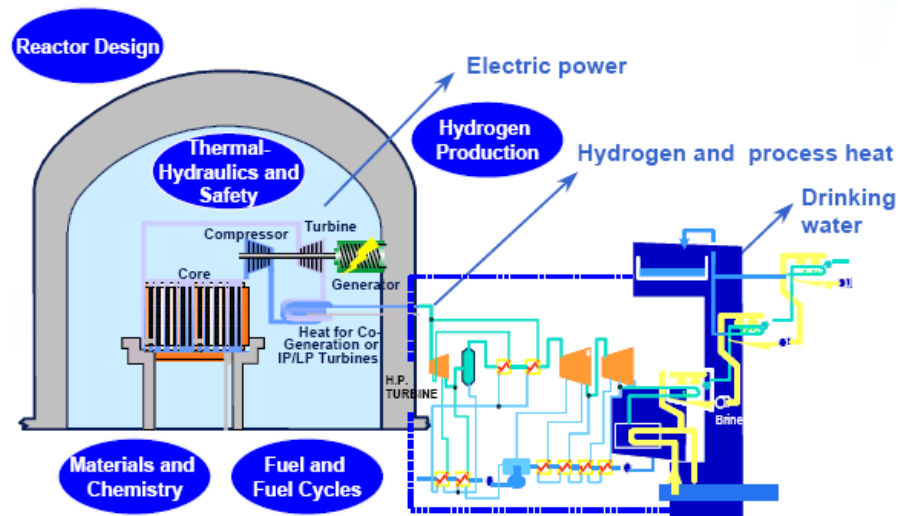 Reactor Design
Electric power
Hydrogen
Production
Thermal-
Hydraulics and
Safety
Hydrogen and process heat
Drinking
water
Turbine
Compressor
Core
Generator
Heat for Co-
Generation or
IP/LP Turbines
H.P.
TURBINE
Brine
Materials and
Chemistry
Fuel and
Fuel Cycles